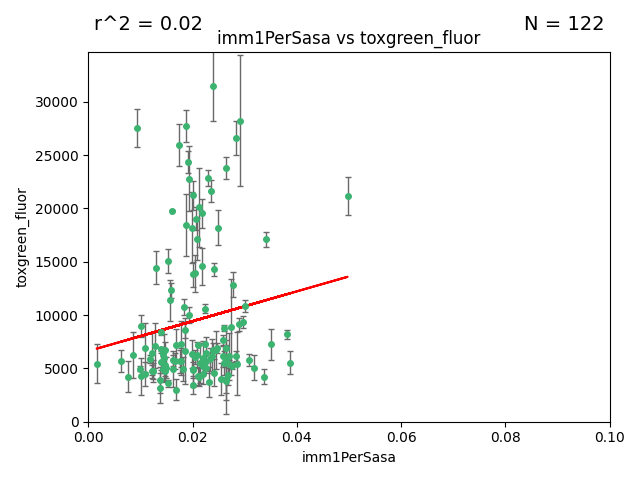 r^2 = 0.02
N = 122
imm1PerSasa vs toxgreen_fluor
toxgreen_fluor
30000
25000
20000
15000
10000
5000
0
0.00
0.02
0.04
0.06
0.08
0.10
imm1PerSasa